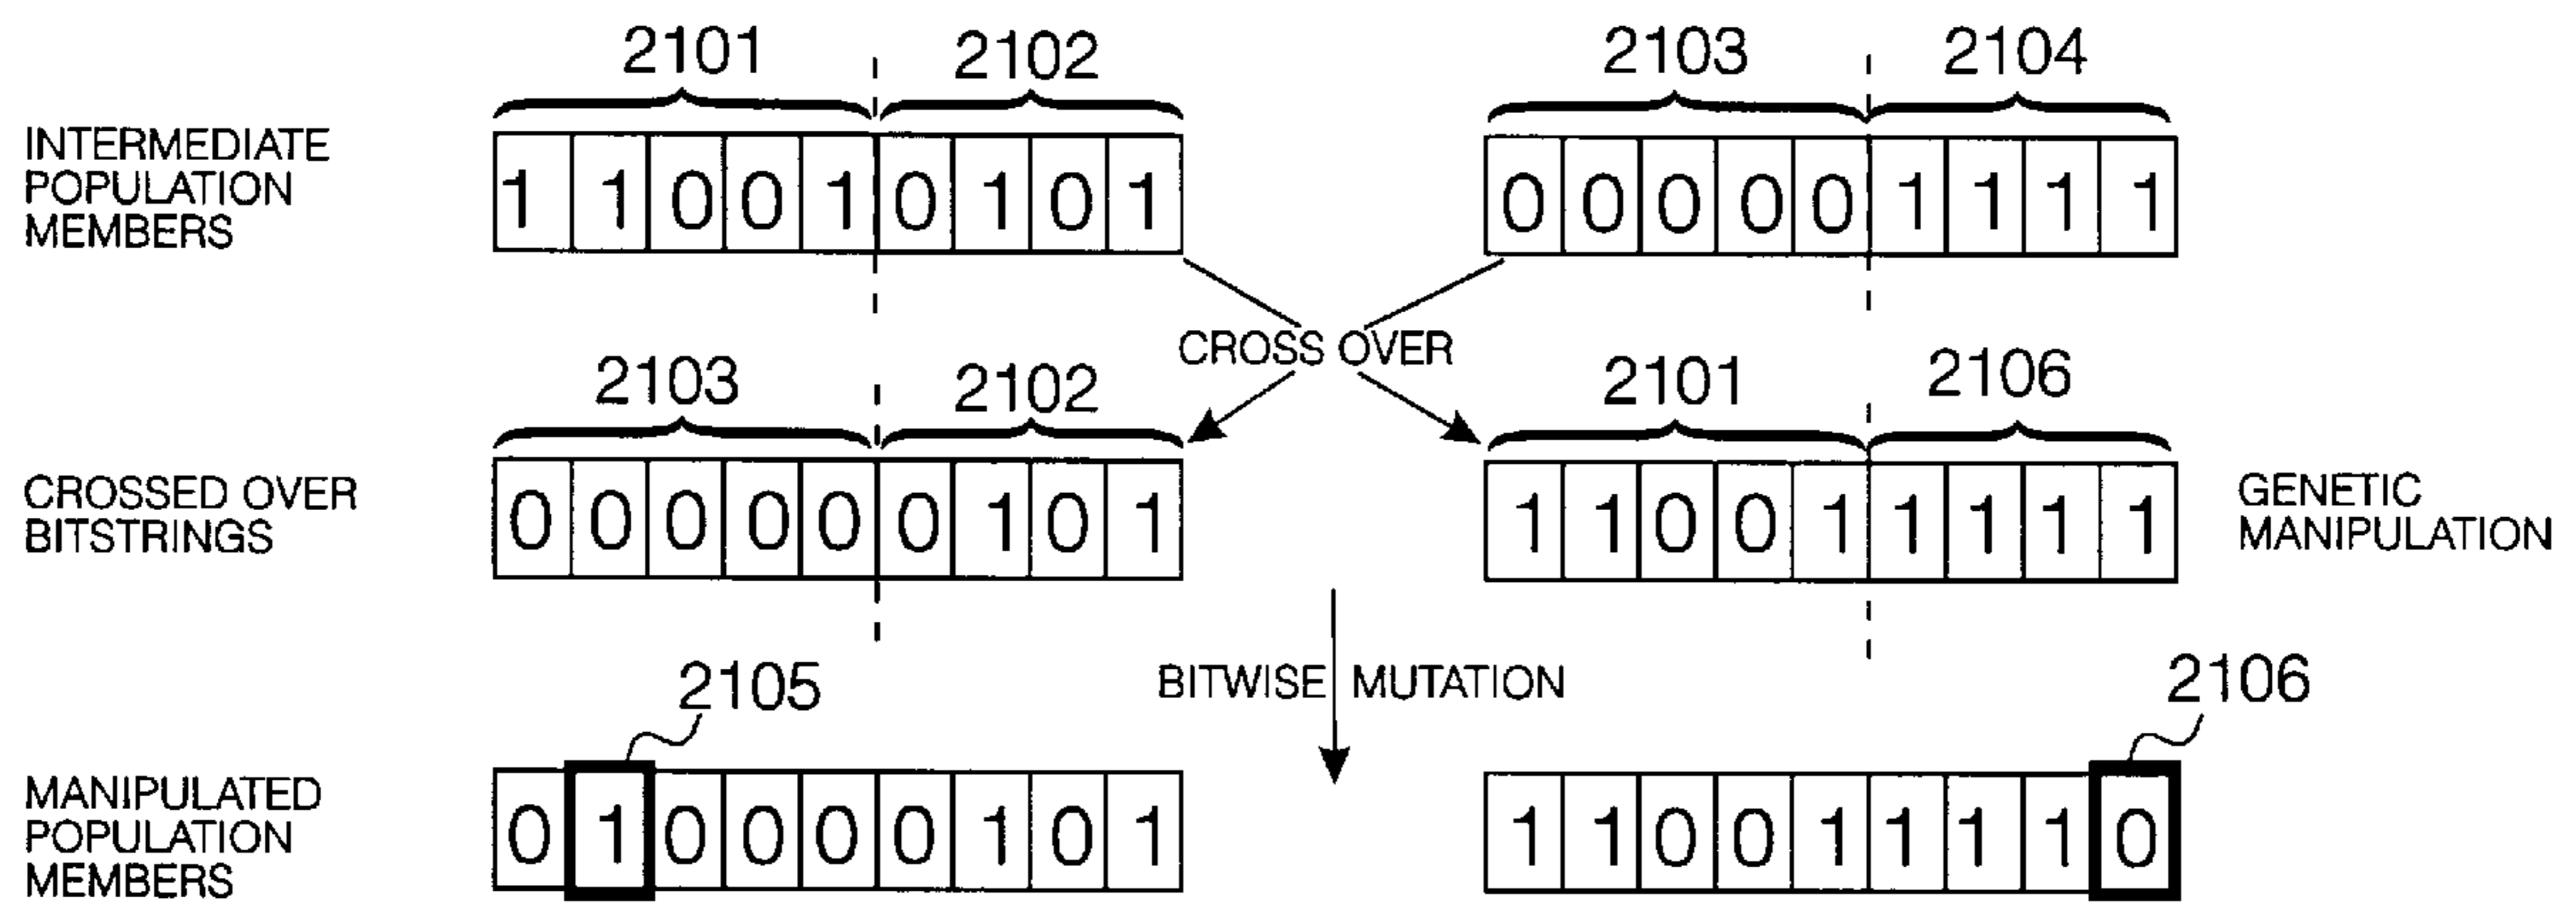 2101 2102 2103 2104
INTERMEDIATE
POPULATION
MEMBERS
1 1 0 0 1 0 1 0 1
0 0 0 0 0 1 1 1 1
CROSS OVER
2103 2102 2101 2106
CROSSED OVER
BITSTRINGS
0 0 0 0 0 0 1 0 1
1 1 0 0 1 1 1 1 1
GENETIC
MANIPULATION
BITWISE MUTATION
2105 2106
MANIPULATED
POPULATION
MEMBERS
0 1 0 0 0 0 1 0 1
1 1 0 0 1 1 1 1 0